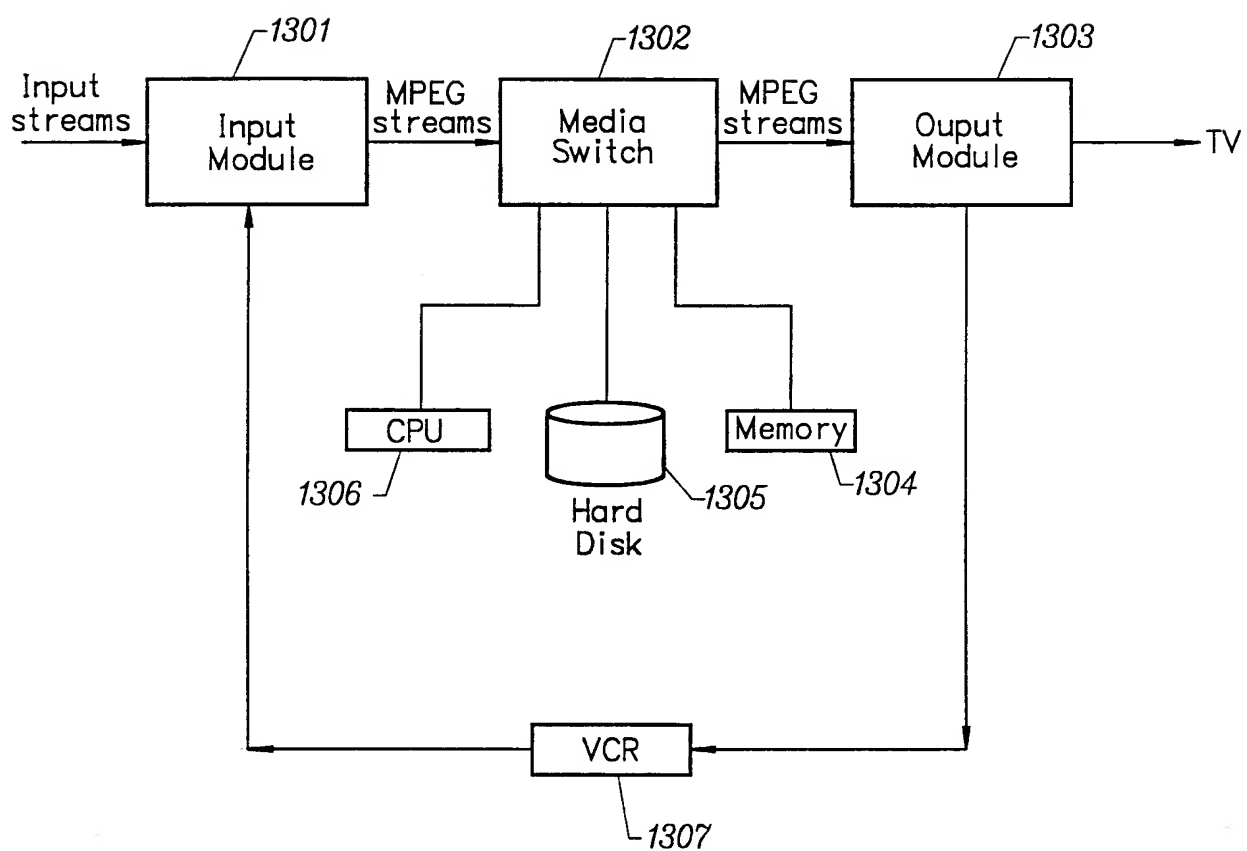 1301
1302
1303
Input
streams
Input
Module
MPEG
streams
Media
Switch
MPEG
streams
Ouput
Module
TV
CPU
1306
Hard
Disk
1305
Memory
1304
VCR
1307